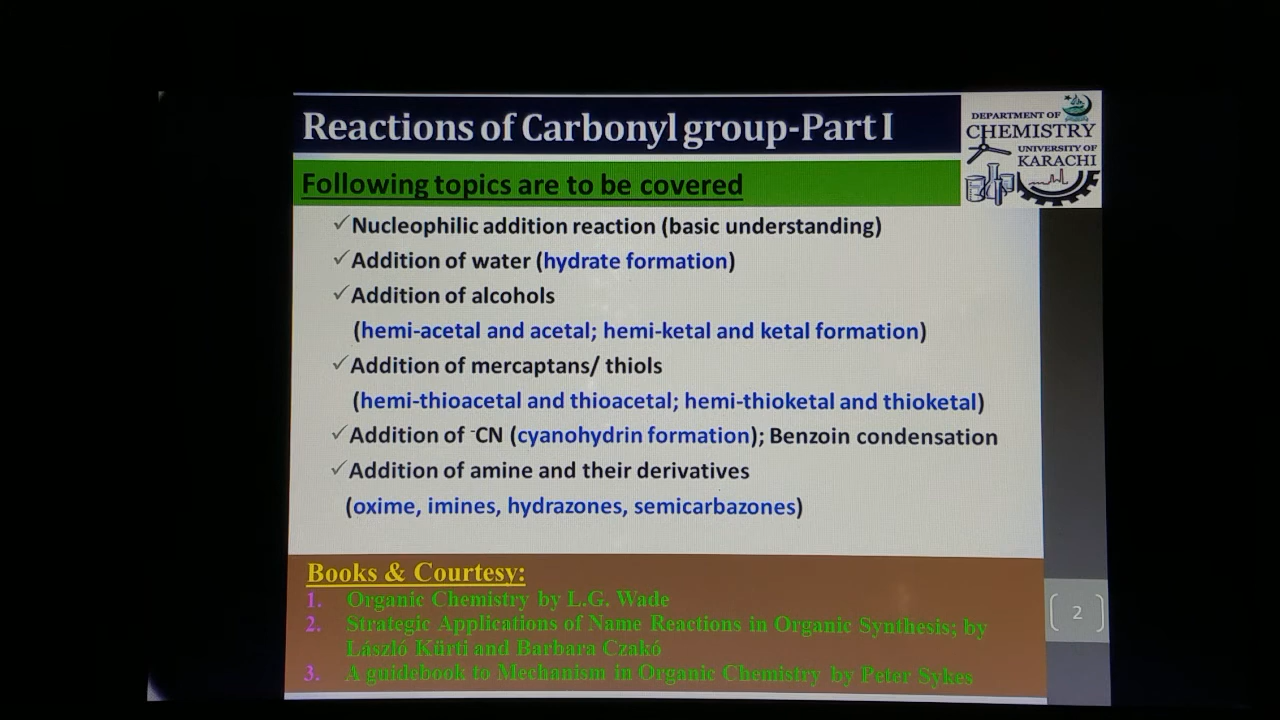 Reactions of Carbonyl group-Part I
DEPARTMENT OF
CHEMISTRY
UNIVERSITY OF
KARACHI
Following topics are to be covered
✓Nucleophilic addition reaction (basic understanding)
✓Addition of water (hydrate formation)
✓Addition of alcohols
(hemi-acetal and acetal; hemi-ketal and ketal formation)
✓Addition of mercaptans/ thiols
(hemi-thioacetal and thioacetal; hemi-thioketal and thioketal)
✓Addition of ⁻CN (cyanohydrin formation); Benzoin condensation
✓Addition of amine and their derivatives
(oxime, imines, hydrazones, semicarbazones)
Books & Courtesy:
1. Organic Chemistry by L.G. Wade
2. Strategic Applications of Name Reactions in Organic Synthesis; by
László Kürti and Barbara Czakó
3. A guidebook to Mechanism in Organic Chemistry by Peter Sykes
2